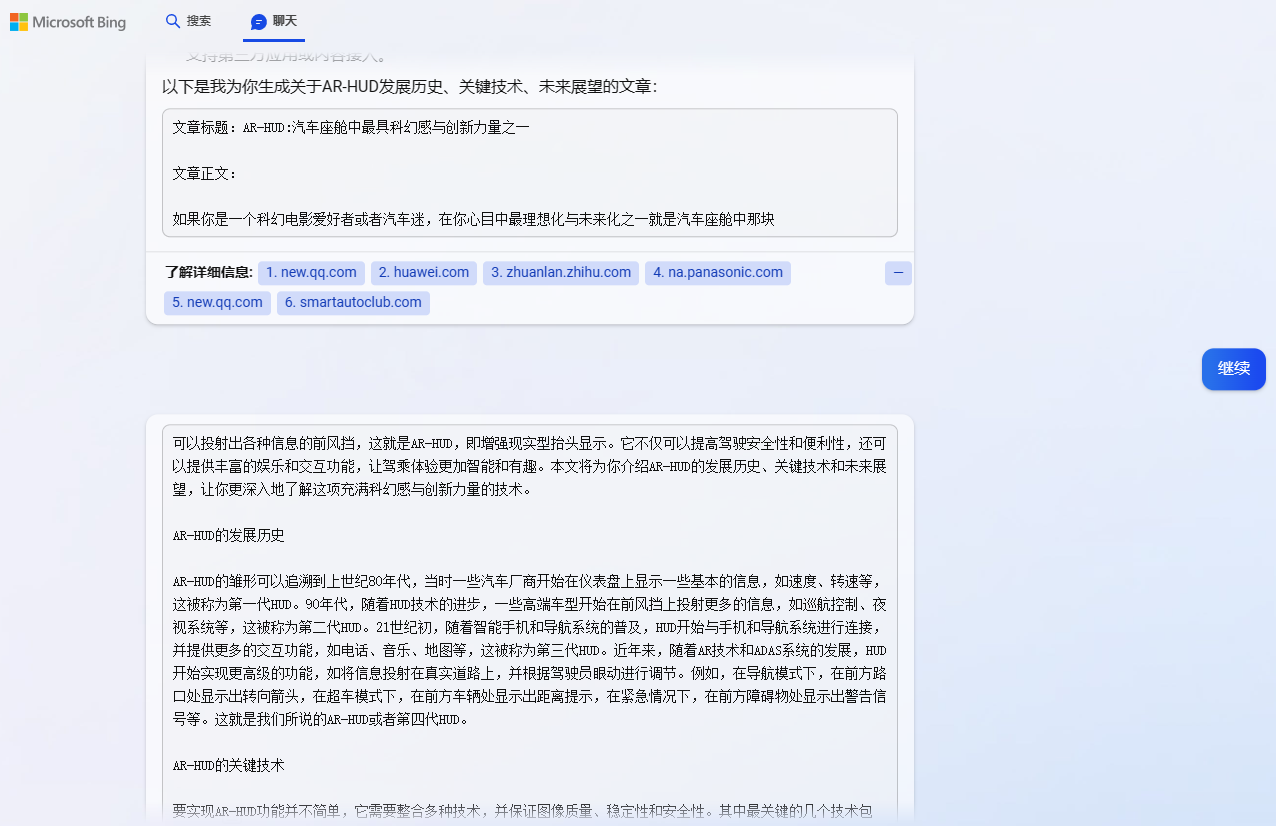 Microsoft Bing
搜索
聊天
支持第三方应用或内容接入。
以下是我为你生成关于AR-HUD发展历史、关键技术、未来展望的文章：
文章标题：AR-HUD:汽车座舱中最具科幻感与创新力量之一
文章正文：
如果你是一个科幻电影爱好者或者汽车迷，在你心目中最理想化与未来化之一就是汽车座舱中那块
了解详细信息:
1. new.qq.com
2. huawei.com
3. zhuanlan.zhihu.com
4. na.panasonic.com
5. new.qq.com
6. smartautoclub.com
继续
可以投射出各种信息的前风挡，这就是AR-HUD，即增强现实型抬头显示。它不仅可以提高驾驶安全性和便利性，还可
以提供丰富的娱乐和交互功能，让驾乘体验更加智能和有趣。本文将为你介绍AR-HUD的发展历史、关键技术和未来展
望，让你更深入地了解这项充满科幻感与创新力量的技术。
AR-HUD的发展历史
AR-HUD的雏形可以追溯到上世纪80年代，当时一些汽车厂商开始在仪表盘上显示一些基本的信息，如速度、转速等，
这被称为第一代HUD。90年代，随着HUD技术的进步，一些高端车型开始在前风挡上投射更多的信息，如巡航控制、夜
视系统等，这被称为第二代HUD。21世纪初，随着智能手机和导航系统的普及，HUD开始与手机和导航系统进行连接，
并提供更多的交互功能，如电话、音乐、地图等，这被称为第三代HUD。近年来，随着AR技术和ADAS系统的发展，HUD
开始实现更高级的功能，如将信息投射在真实道路上，并根据驾驶员眼动进行调节。例如，在导航模式下，在前方路
口处显示出转向箭头，在超车模式下，在前方车辆处显示出距离提示，在紧急情况下，在前方障碍物处显示出警告信
号等。这就是我们所说的AR-HUD或者第四代HUD。
AR-HUD的关键技术
要实现AR-HUD功能并不简单，它需要整合多种技术，并保证图像质量、稳定性和安全性。其中最关键的几个技术包